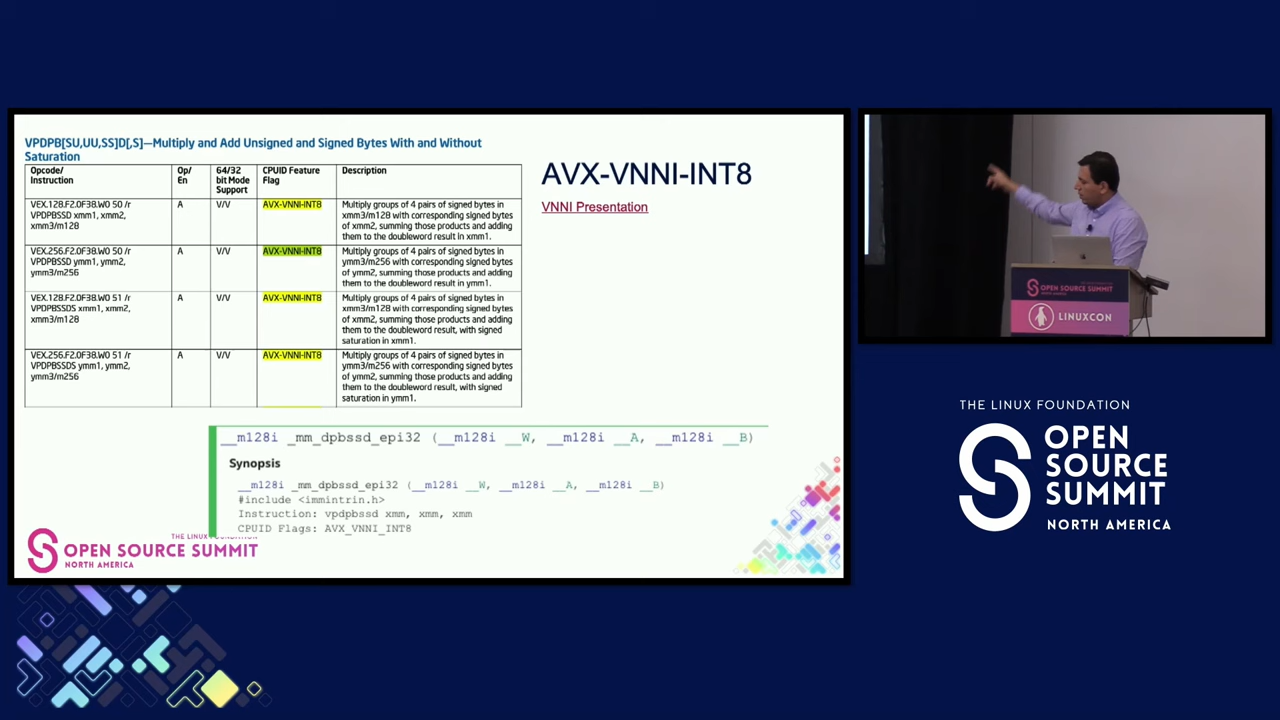 VPDPB[SU,UU,SS]D[,S]—Multiply and Add Unsigned and Signed Bytes With and Without
Saturation
Opcode/
Instruction
Op/
En
64/32
bit Mode
Support
CPUID Feature
Flag
Description
VEX.128.F2.0F38.W0 50 /r
VPDPBSSD xmm1, xmm2,
xmm3/m128
A
V/V
AVX-VNNI-INT8
Multiply groups of 4 pairs of signed bytes in
xmm3/m128 with corresponding signed bytes
of xmm2, summing those products and adding
them to the doubleword result in xmm1.
VEX.256.F2.0F38.W0 50 /r
VPDPBSSD ymm1, ymm2,
ymm3/m256
A
V/V
AVX-VNNI-INT8
Multiply groups of 4 pairs of signed bytes in
ymm3/m256 with corresponding signed bytes
of ymm2, summing those products and adding
them to the doubleword result in ymm1.
VEX.128.F2.0F38.W0 51 /r
VPDPBSSDS xmm1, xmm2,
xmm3/m128
A
V/V
AVX-VNNI-INT8
Multiply groups of 4 pairs of signed bytes in
xmm3/m128 with corresponding signed bytes
of xmm2, summing those products and adding
them to the doubleword result, with signed
saturation in xmm1.
VEX.256.F2.0F38.W0 51 /r
VPDPBSSDS ymm1, ymm2,
ymm3/m256
A
V/V
AVX-VNNI-INT8
Multiply groups of 4 pairs of signed bytes in
ymm3/m256 with corresponding signed bytes
of ymm2, summing those products and adding
them to the doubleword result, with signed
saturation in ymm1.
AVX-VNNI-INT8
VNNI Presentation
__m128i _mm_dpbssd_epi32 (__m128i __W, __m128i __A, __m128i __B)
Synopsis
__m128i _mm_dpbssd_epi32 (__m128i __W, __m128i __A, __m128i __B)
#include <immintrin.h>
Instruction: vpdpbssd xmm, xmm, xmm
CPUID Flags: AVX_VNNI_INT8
THE LINUX FOUNDATION
OPEN SOURCE SUMMIT
NORTH AMERICA
OPEN SOURCE SUMMIT
LINUXCON
THE LINUX FOUNDATION
OPEN
SOURCE
SUMMIT
NORTH AMERICA